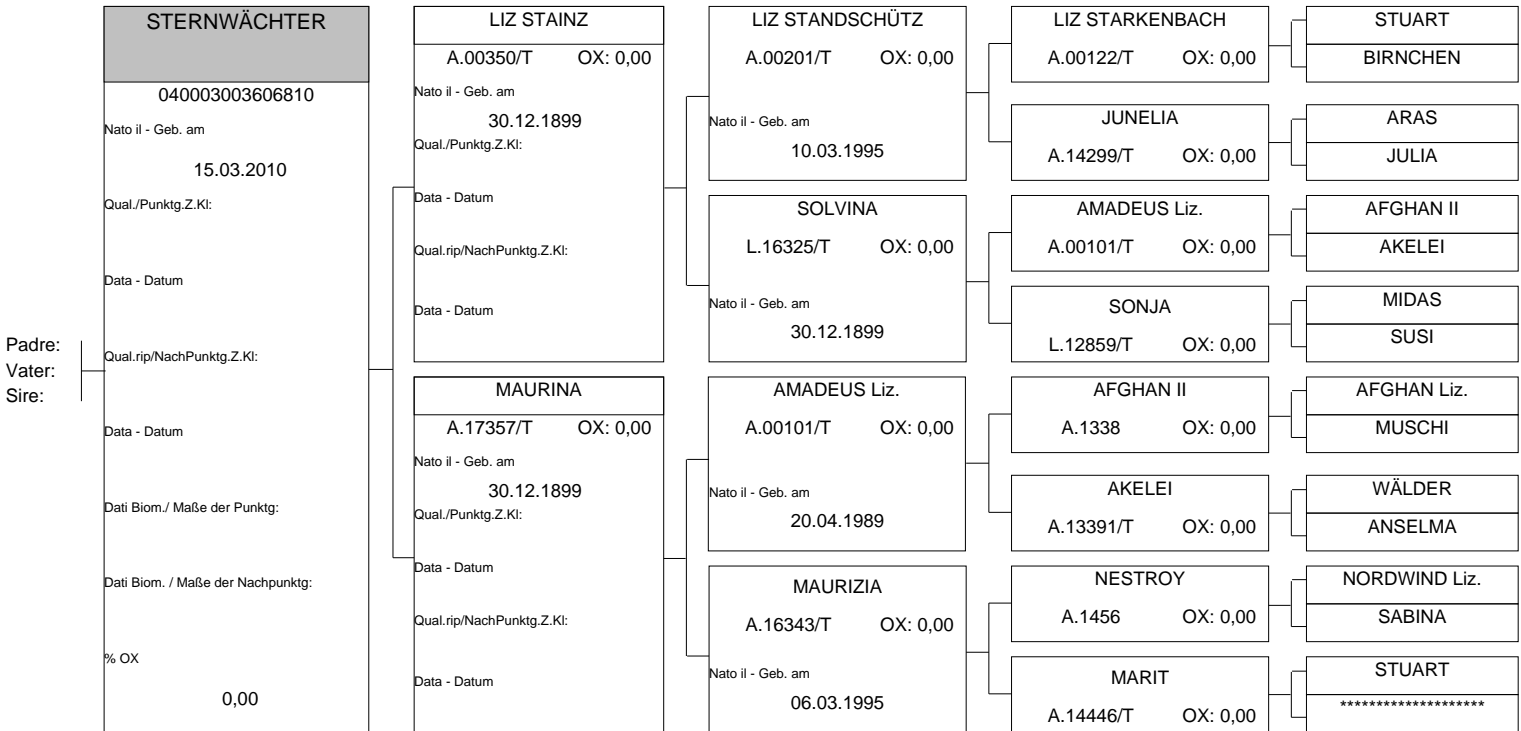 Padre:
Vater:
Sire:
STERNWÄCHTER
040003003606810
Nato il - Geb. am
15.03.2010
Qual./Punktg.Z.Kl:
Data - Datum
Qual.rip/NachPunktg.Z.Kl:
Data - Datum
Dati Biom./ Maße der Punktg:
Dati Biom. / Maße der Nachpunktg:
% OX
0,00
LIZ STAINZ
A.00350/T OX: 0,00
Nato il - Geb. am
30.12.1899
Qual./Punktg.Z.Kl:
Data - Datum
Qual.rip/NachPunktg.Z.Kl:
Data - Datum
MAURINA
A.17357/T OX: 0,00
Nato il - Geb. am
30.12.1899
Qual./Punktg.Z.Kl:
Data - Datum
Qual.rip/NachPunktg.Z.Kl:
Data - Datum
LIZ STANDSCHÜTZ
A.00201/T OX: 0,00
Nato il - Geb. am
10.03.1995
SOLVINA
L.16325/T OX: 0,00
Nato il - Geb. am
30.12.1899
AMADEUS Liz.
A.00101/T OX: 0,00
Nato il - Geb. am
20.04.1989
MAURIZIA
A.16343/T OX: 0,00
Nato il - Geb. am
06.03.1995
LIZ STARKENBACH
A.00122/T OX: 0,00
JUNELIA
A.14299/T OX: 0,00
AMADEUS Liz.
A.00101/T OX: 0,00
SONJA
L.12859/T OX: 0,00
AFGHAN II
A.1338 OX: 0,00
AKELEI
A.13391/T OX: 0,00
NESTROY
A.1456 OX: 0,00
MARIT
A.14446/T OX: 0,00
STUART
BIRNCHEN
ARAS
JULIA
AFGHAN II
AKELEI
MIDAS
SUSI
AFGHAN Liz.
MUSCHI
WÄLDER
ANSELMA
NORDWIND Liz.
SABINA
STUART
********************